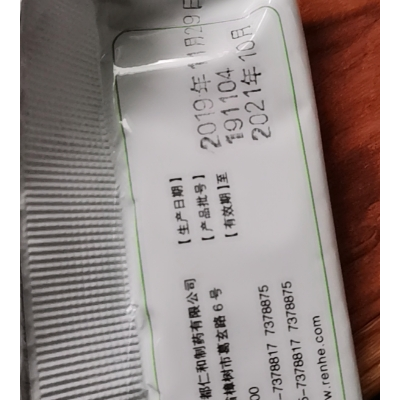 【生产日期】 2019年11月29日
【产品批号】 191104
【有效期】至 2021年10月
都仁和制药有限公司
樟树市葛玄路6号
00
-7378817 7378875
-7378817 7378875
w.renhe.com